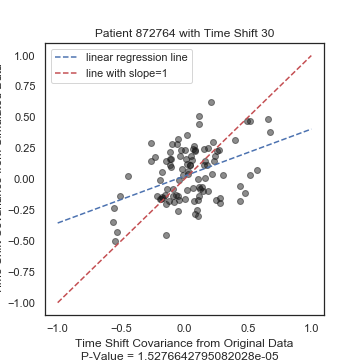 Patient 872764 with Time Shift 30
linear regression line
line with slope=1
1.00
0.75
0.50
0.25
0.00
−0.25
−0.50
−0.75
−1.00
−1.0
−0.5
0.0
0.5
1.0
Time Shift Covariance from Original Data
P-Value = 1.5276642795082028e-05